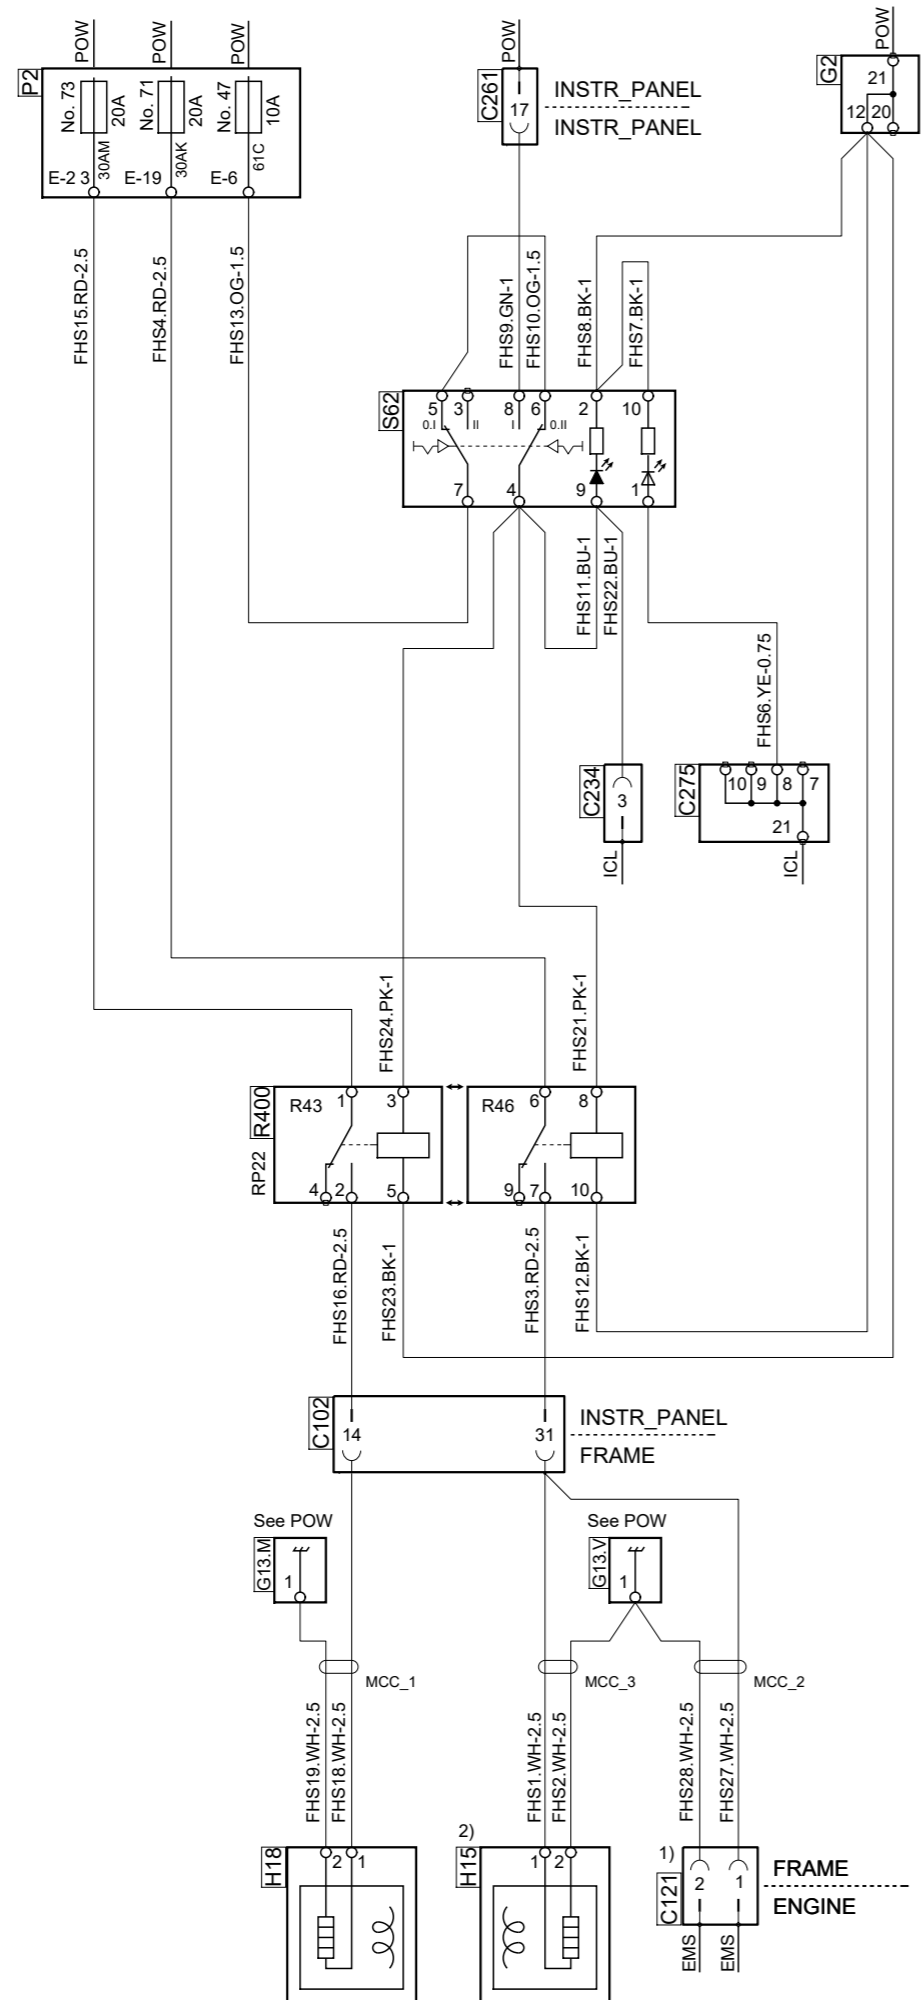 POW
POW
POW
POW
POW
P2
No. 73
20A
No. 71
20A
No. 47
10A
30AM
30AK
61C
E-2 3
E-19
E-6
C261
17
INSTR_PANEL
INSTR_PANEL
G2
21
12
20
FHS15.RD-2.5
FHS4.RD-2.5
FHS13.OG-1.5
FHS9.GN-1
FHS10.OG-1.5
FHS8.BK-1
FHS7.BK-1
S62
5
3
8
6
2
10
0.I
II
I
0.II
7
4
9
1
FHS11.BU-1
FHS22.BU-1
FHS6.YE-0.75
C234
3
ICL
C275
10
9
8
7
21
ICL
FHS24.PK-1
FHS21.PK-1
R400
RP22
R43
1
3
4
2
5
R46
6
8
9
7
10
FHS16.RD-2.5
FHS23.BK-1
FHS3.RD-2.5
FHS12.BK-1
C102
14
31
INSTR_PANEL
FRAME
See POW
G13.M
1
See POW
G13.V
1
MCC_1
MCC_3
MCC_2
FHS19.WH-2.5
FHS18.WH-2.5
FHS1.WH-2.5
FHS2.WH-2.5
FHS28.WH-2.5
FHS27.WH-2.5
H18
2
1
2)
H15
1
2
1)
C121
2
1
FRAME
ENGINE
EMS
EMS